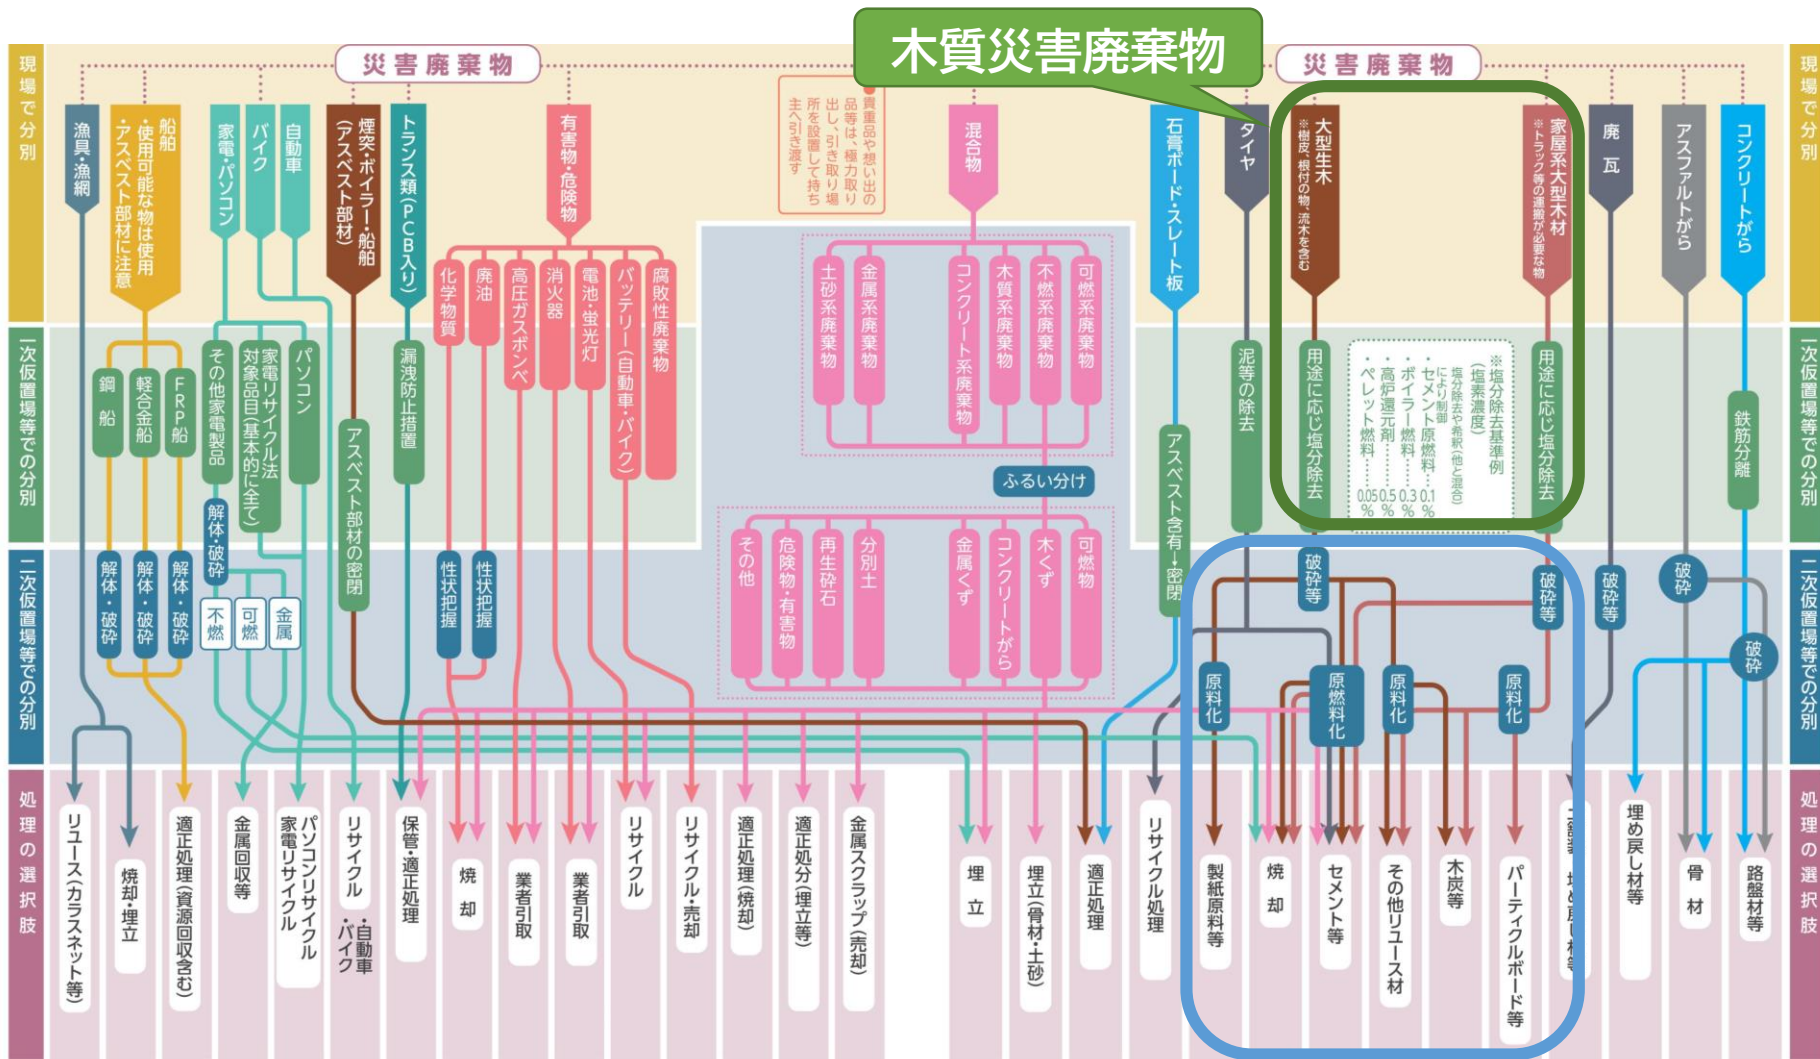 木質災害廃棄物
災害廃棄物
災害廃棄物
現場で分別
一次仮置場等での分別
二次仮置場等での分別
処理の選択肢
漁具・漁網
船舶
・使用可能な物は使用
・アスベスト部材に注意
家電・パソコン
バイク
自動車
煙突・ボイラー・船舶
(アスベスト部材)
トランス類(PCB入り)
有害物・危険物
●貴重品や想い出の
品等は、極力取り
出し、引き取り場
所を設置して持ち
主へ引き渡す
混合物
石膏ボード・スレート板
タイヤ
大型生木
※樹皮、根付の物、流木を含む
家屋系大型木材
※トラック等の運搬が必要な物
廃瓦
アスファルトがら
コンクリートがら
現場で分別
一次仮置場等での分別
二次仮置場等での分別
処理の選択肢
化学物質
廃油
高圧ガスボンベ
消火器
電池・蛍光灯
バッテリー(自動車・バイク)
腐敗性廃棄物
土砂系廃棄物
金属系廃棄物
コンクリート系廃棄物
木質系廃棄物
不燃系廃棄物
可燃系廃棄物
鋼船
軽合金船
FRP船
その他家電製品
家電リサイクル法
対象品目(基本的に全て)
パソコン
アスベスト部材の密閉
漏洩防止措置
ふるい分け
アスベスト含有→密閉
泥等の除去
用途に応じ塩分除去
※塩分除去基準例
(塩素濃度)
塩分除去や希釈(他と混合)
により制御
・セメント原燃料…0.1%
・ボイラー燃料……0.3%
・高炉還元剤………0.5%
・ペレット燃料……0.05%
用途に応じ塩分除去
鉄筋分離
解体・破砕
解体・破砕
解体・破砕
解体・破砕
不燃
可燃
金属
性状把握
性状把握
その他
危険物・有害物
再生砕石
分別土
金属くず
コンクリートがら
木くず
可燃物
破砕等
破砕等
破砕等
破砕
破砕
原料化
原燃料化
原料化
原料化
リユース(カラスネット等)
焼却・埋立
適正処理(資源回収含む)
金属回収等
パソコンリサイクル
家電リサイクル
リサイクル
・自動車
・バイク
保管・適正処理
焼却
業者引取
業者引取
リサイクル
リサイクル・売却
適正処理(焼却)
適正処分(埋立等)
金属スクラップ(売却)
埋立
埋立(骨材・土砂)
適正処理
リサイクル処理
製紙原料等
焼却
セメント等
その他リユース材
木炭等
パーティクルボード等
埋め戻し材等
骨材
路盤材等